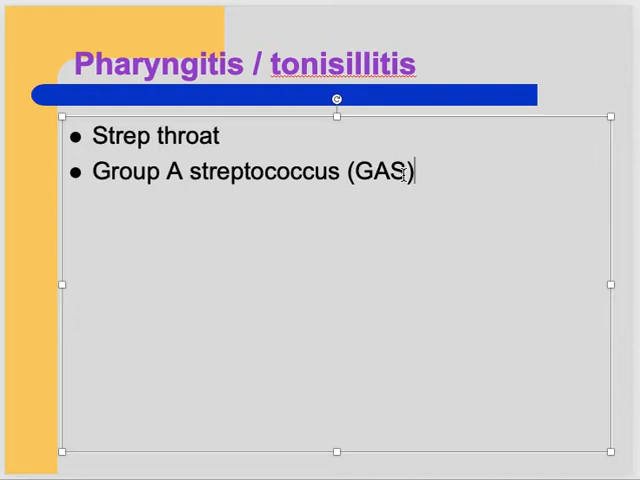 Pharyngitis / tonisillitis
● Strep throat
● Group A streptococcus (GAS)